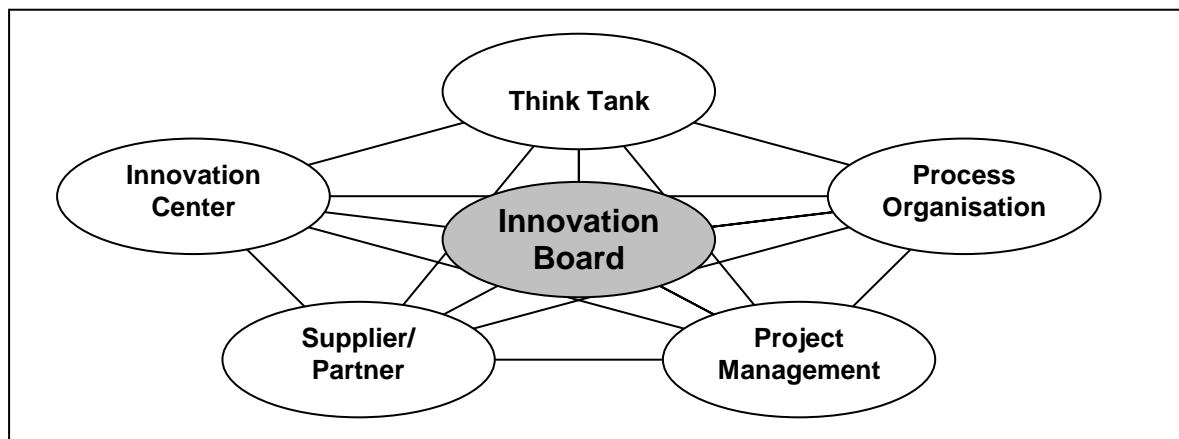 Think Tank
Innovation
Center
Process
Organisation
Innovation
Board
Supplier/
Partner
Project
Management